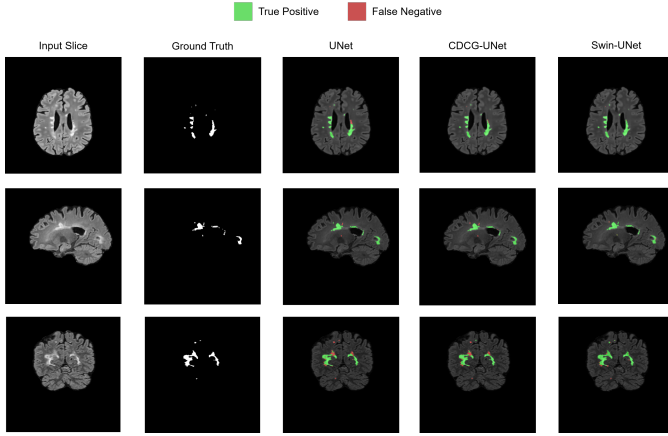 True Positive False Negative
Input Slice Ground Truth UNet CDCG-UNet Swin-UNet